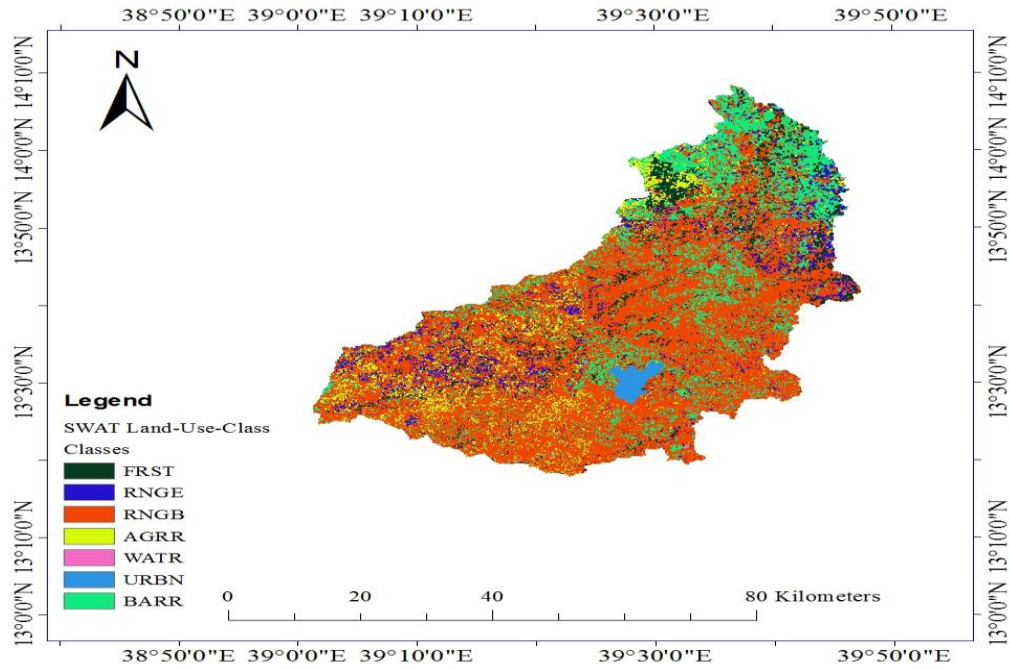 38°50'0"E 39°0'0"E 39°10'0"E 39°30'0"E 39°50'0"E
N
14°10'0"N
14°0'0"N
13°50'0"N
13°30'0"N
13°10'0"N
13°0'0"N
14°10'0"N
14°0'0"N
13°50'0"N
13°30'0"N
13°10'0"N
13°0'0"N
Legend
SWAT Land-Use-Class
Classes
FRST
RNGE
RNGB
AGRR
WATR
URBN
BARR
0 20 40 80 Kilometers
38°50'0"E 39°0'0"E 39°10'0"E 39°30'0"E 39°50'0"E